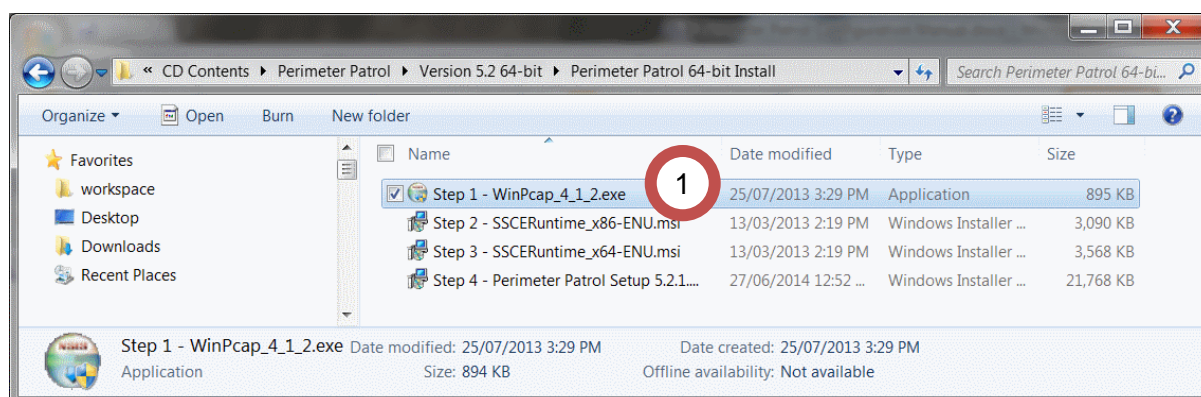 « CD Contents Perimeter Patrol Version 5.2 64-bit Perimeter Patrol 64-bit Install Search Perimeter Patrol 64-bi...
Organize Open Burn New folder
Favorites
workspace
Desktop
Downloads
Recent Places
Name Date modified Type Size
Step 1 - WinPcap_4_1_2.exe 1 25/07/2013 3:29 PM Application 895 KB
Step 2 - SSCERuntime_x86-ENU.msi 13/03/2013 2:19 PM Windows Installer ... 3,090 KB
Step 3 - SSCERuntime_x64-ENU.msi 13/03/2013 2:19 PM Windows Installer ... 3,568 KB
Step 4 - Perimeter Patrol Setup 5.2.1.... 27/06/2014 12:52 ... Windows Installer ... 21,768 KB
Step 1 - WinPcap_4_1_2.exe Date modified: 25/07/2013 3:29 PM Date created: 25/07/2013 3:29 PM
Application Size: 894 KB Offline availability: Not available